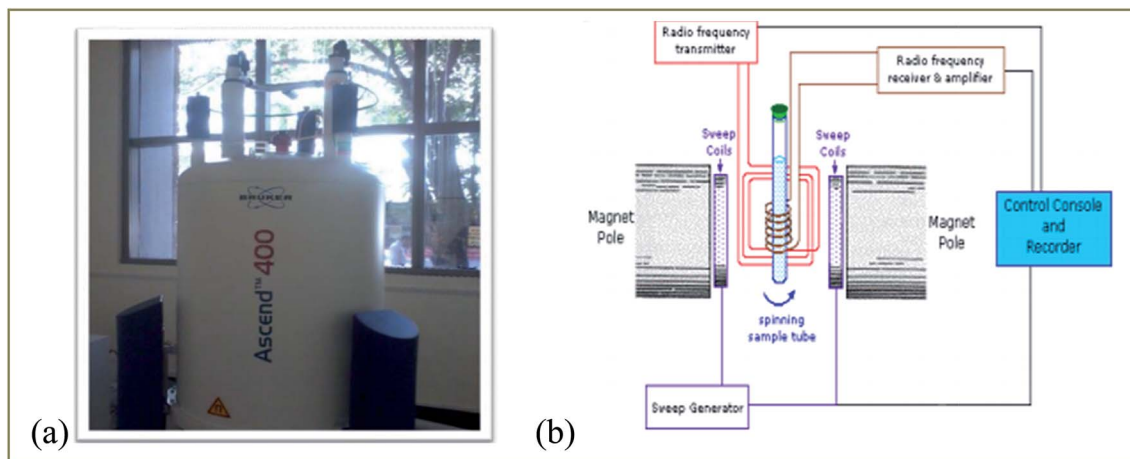 (a)
BRUKER
Ascend™ 400
(b)
Radio frequency
transmitter
Radio frequency
receiver & amplifier
Sweep
Coils
Sweep
Coils
Magnet
Pole
Magnet
Pole
Control Console
and
Recorder
spinning
sample tube
Sweep Generator